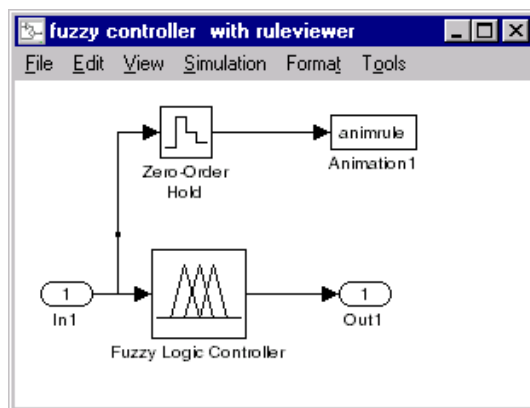 fuzzy controller with ruleviewer
File Edit View Simulation Format Tools
animrule
Zero-Order
Hold
Animation1
1
1
In1
Out1
Fuzzy Logic Controller